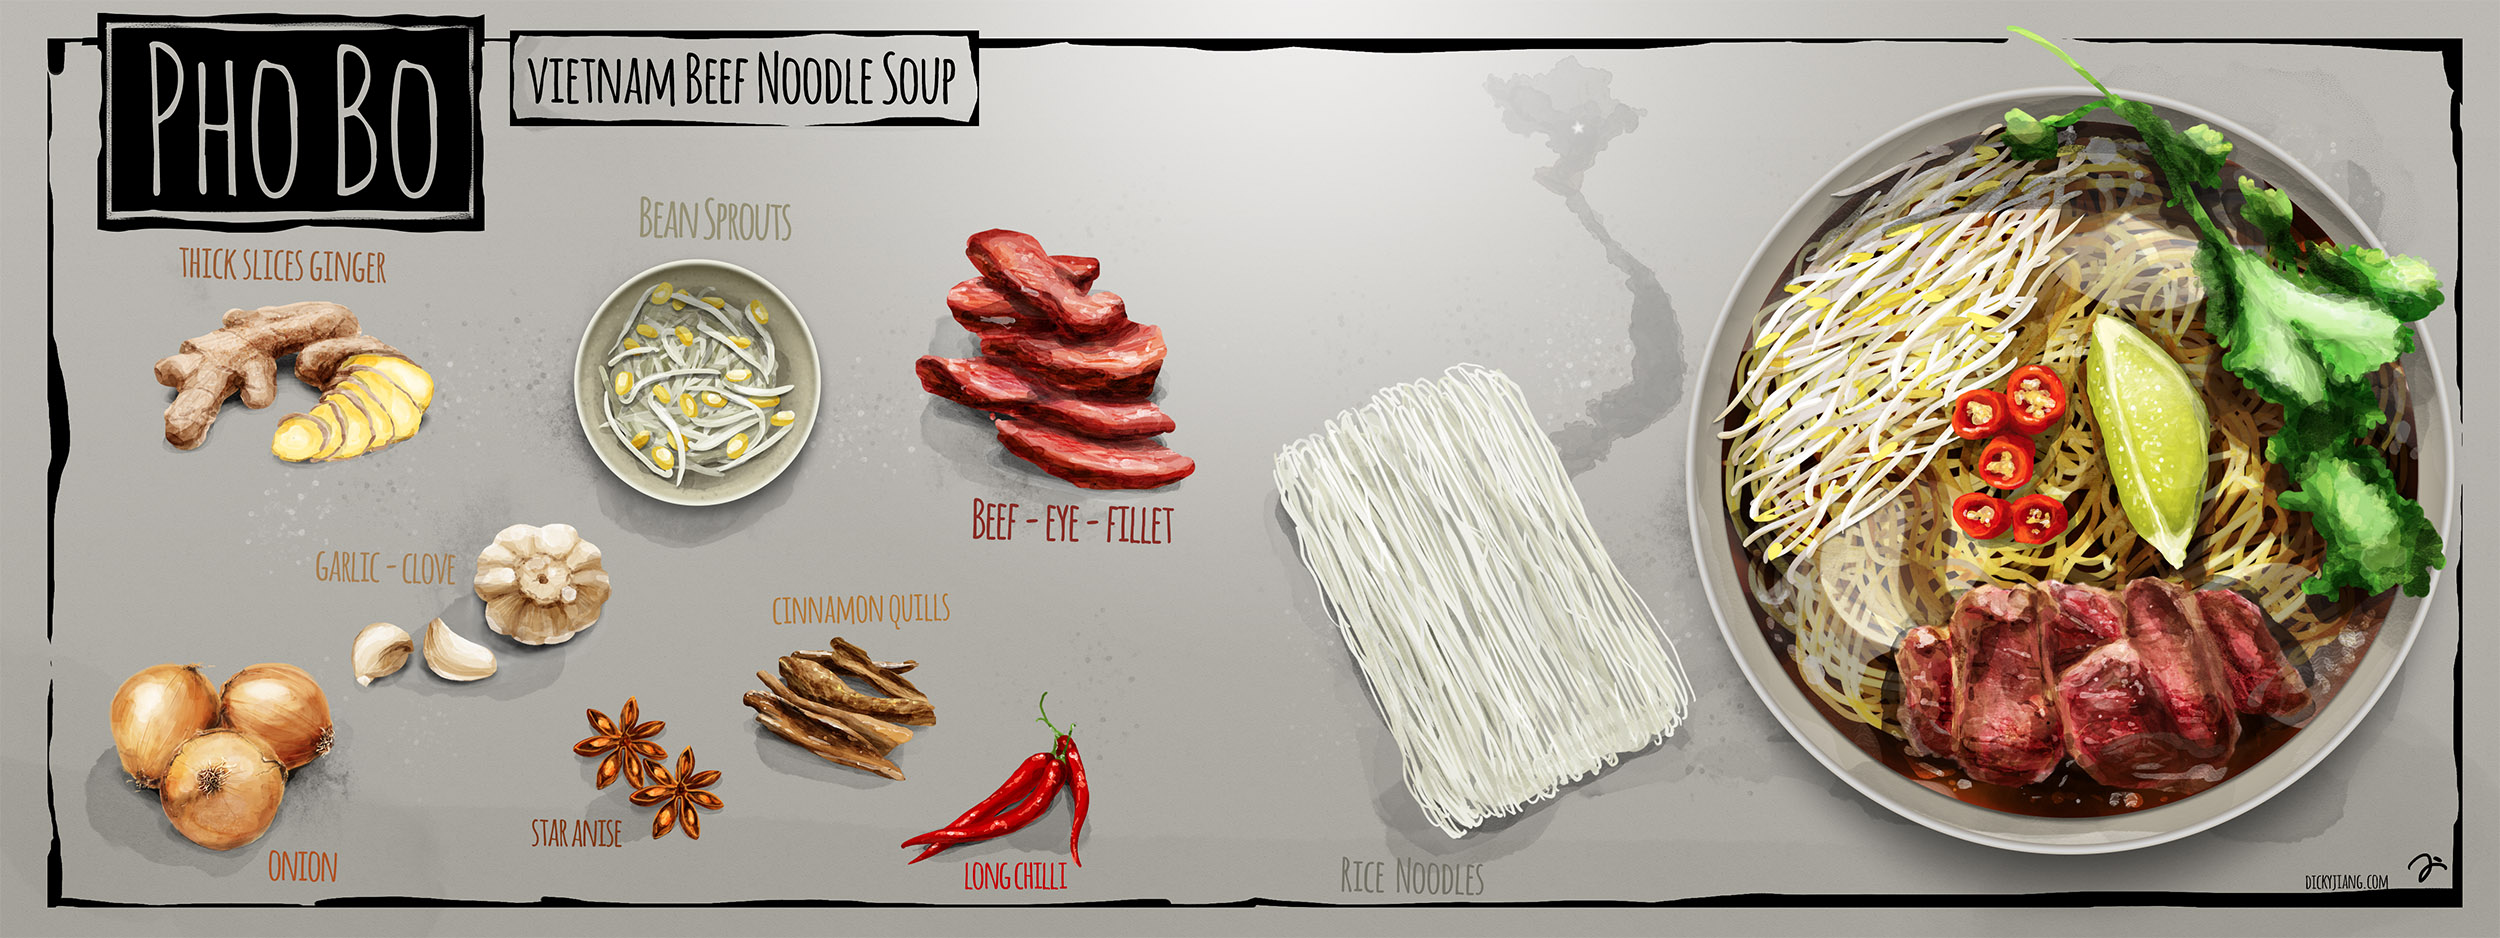 PHO BO
VIETNAM BEEF NOODLE SOUP
THICK SLICES GINGER
BEAN SPROUTS
BEEF - EYE - FILLET
GARLIC - CLOVE
CINNAMON QUILLS
STAR ANISE
ONION
LONG CHILLI
RICE NOODLES
DICKYJIANG.COM